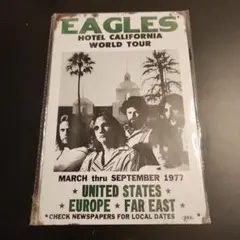 EAGLES
HOTEL CALIFORNIA
WORLD TOUR
MARCH thru SEPTEMBER 1977
★ UNITED STATES ★
EUROPE ★ FAR EAST ★
★ CHECK NEWSPAPERS FOR LOCAL DATES